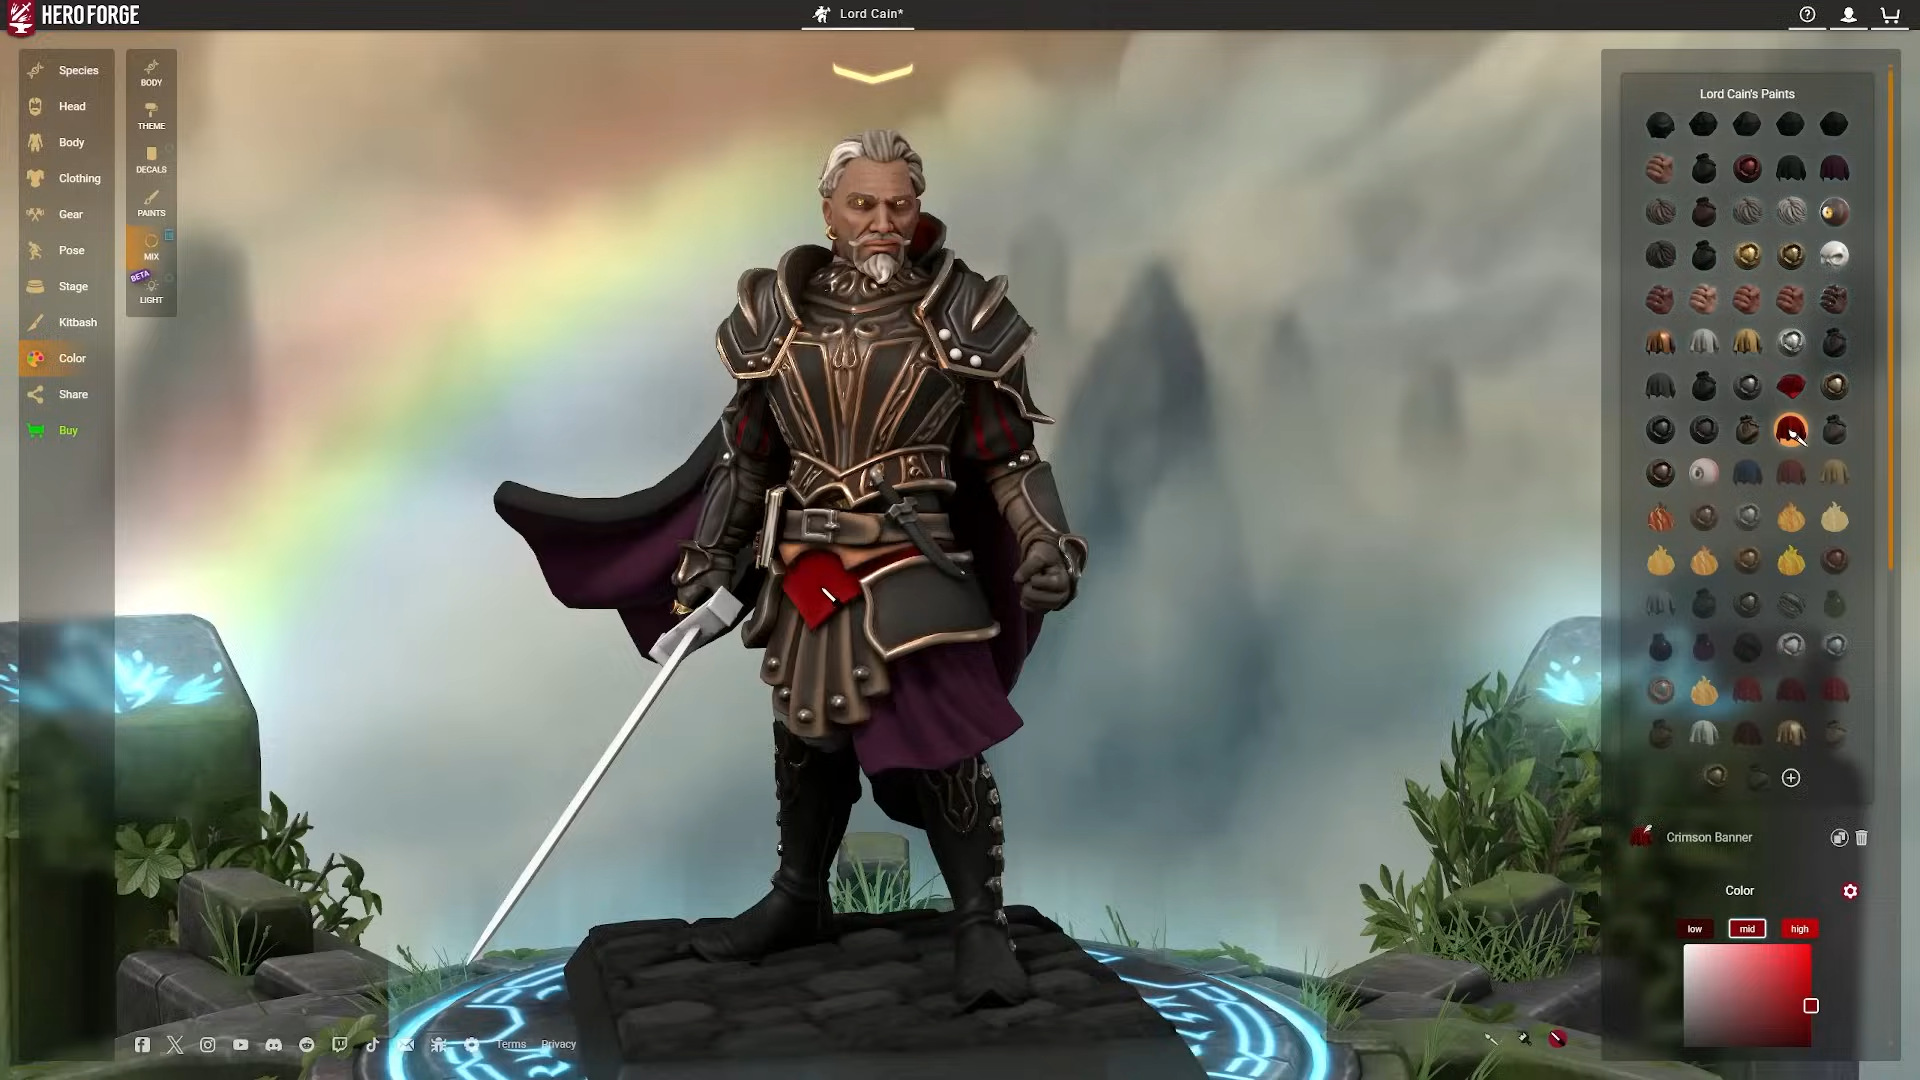 HERO FORGE
Lord Cain*
Species
Head
Body
Clothing
Gear
Pose
Stage
Kitbash
Color
Share
Buy
BODY
THEME
DECALS
PAINTS
MIX
BETA
LIGHT
Lord Cain's Paints
Crimson Banner
Color
low mid high
Terms Privacy